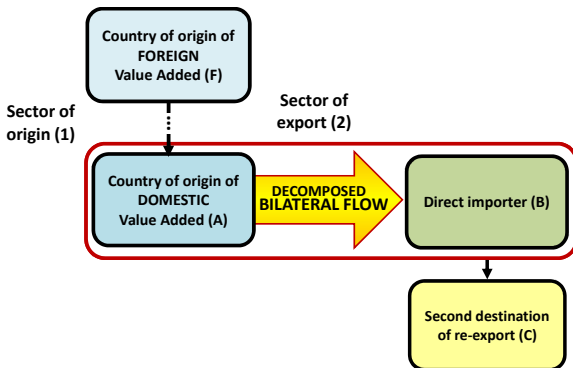 Country of origin of
FOREIGN
Value Added (F)
Sector of
origin (1)
Sector of
export (2)
Country of origin of
DOMESTIC
Value Added (A)
DECOMPOSED
BILATERAL FLOW
Direct importer (B)
Second destination
of re-export (C)